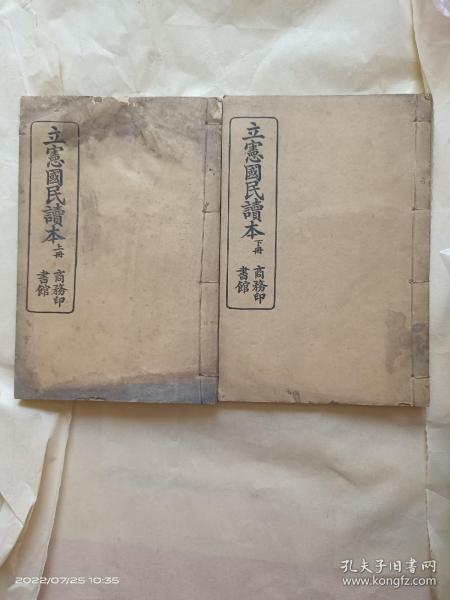 立憲國民讀本 上冊
商務印
書館
立憲國民讀本 下冊
商務印
書館
2022/07/25 10:35
孔夫子旧书网
www.kongfz.com